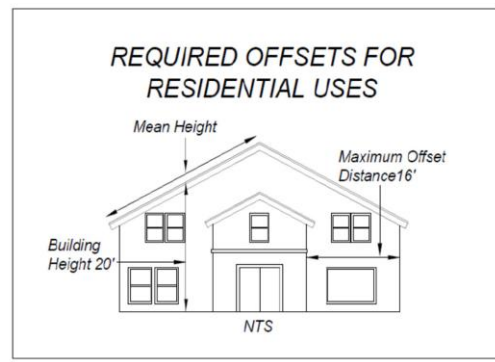 REQUIRED OFFSETS FOR
RESIDENTIAL USES
Mean Height
Maximum Offset
Distance16'
Building
Height 20'
NTS